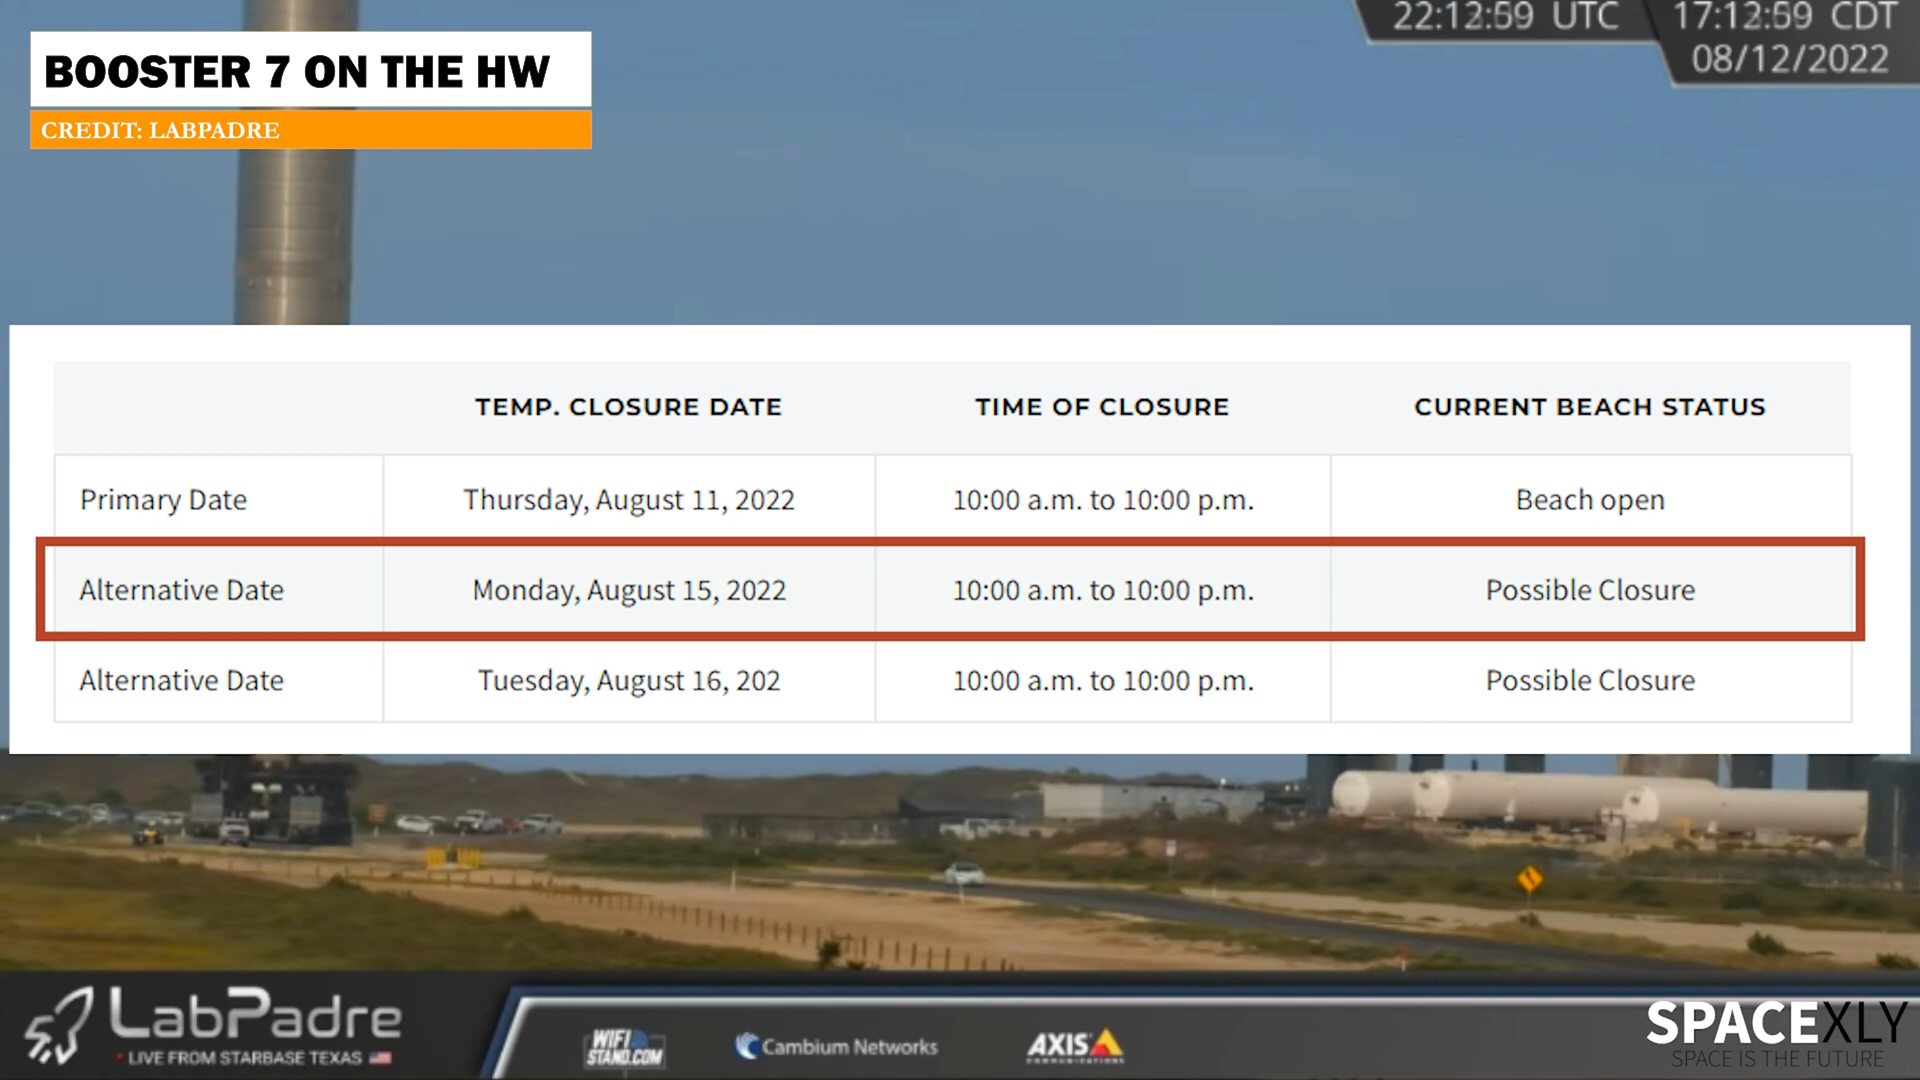 22:12:59 UTC
17:12:59 CDT
08/12/2022
BOOSTER 7 ON THE HW
CREDIT: LABPADRE
TEMP. CLOSURE DATE TIME OF CLOSURE CURRENT BEACH STATUS
Primary Date Thursday, August 11, 2022 10:00 a.m. to 10:00 p.m. Beach open
Alternative Date Monday, August 15, 2022 10:00 a.m. to 10:00 p.m. Possible Closure
Alternative Date Tuesday, August 16, 202 10:00 a.m. to 10:00 p.m. Possible Closure
LabPadre
LIVE FROM STARBASE TEXAS
WIFI
STAND.COM
Cambium Networks
AXIS
COMMUNICATIONS
SPACEXLY
SPACE IS THE FUTURE